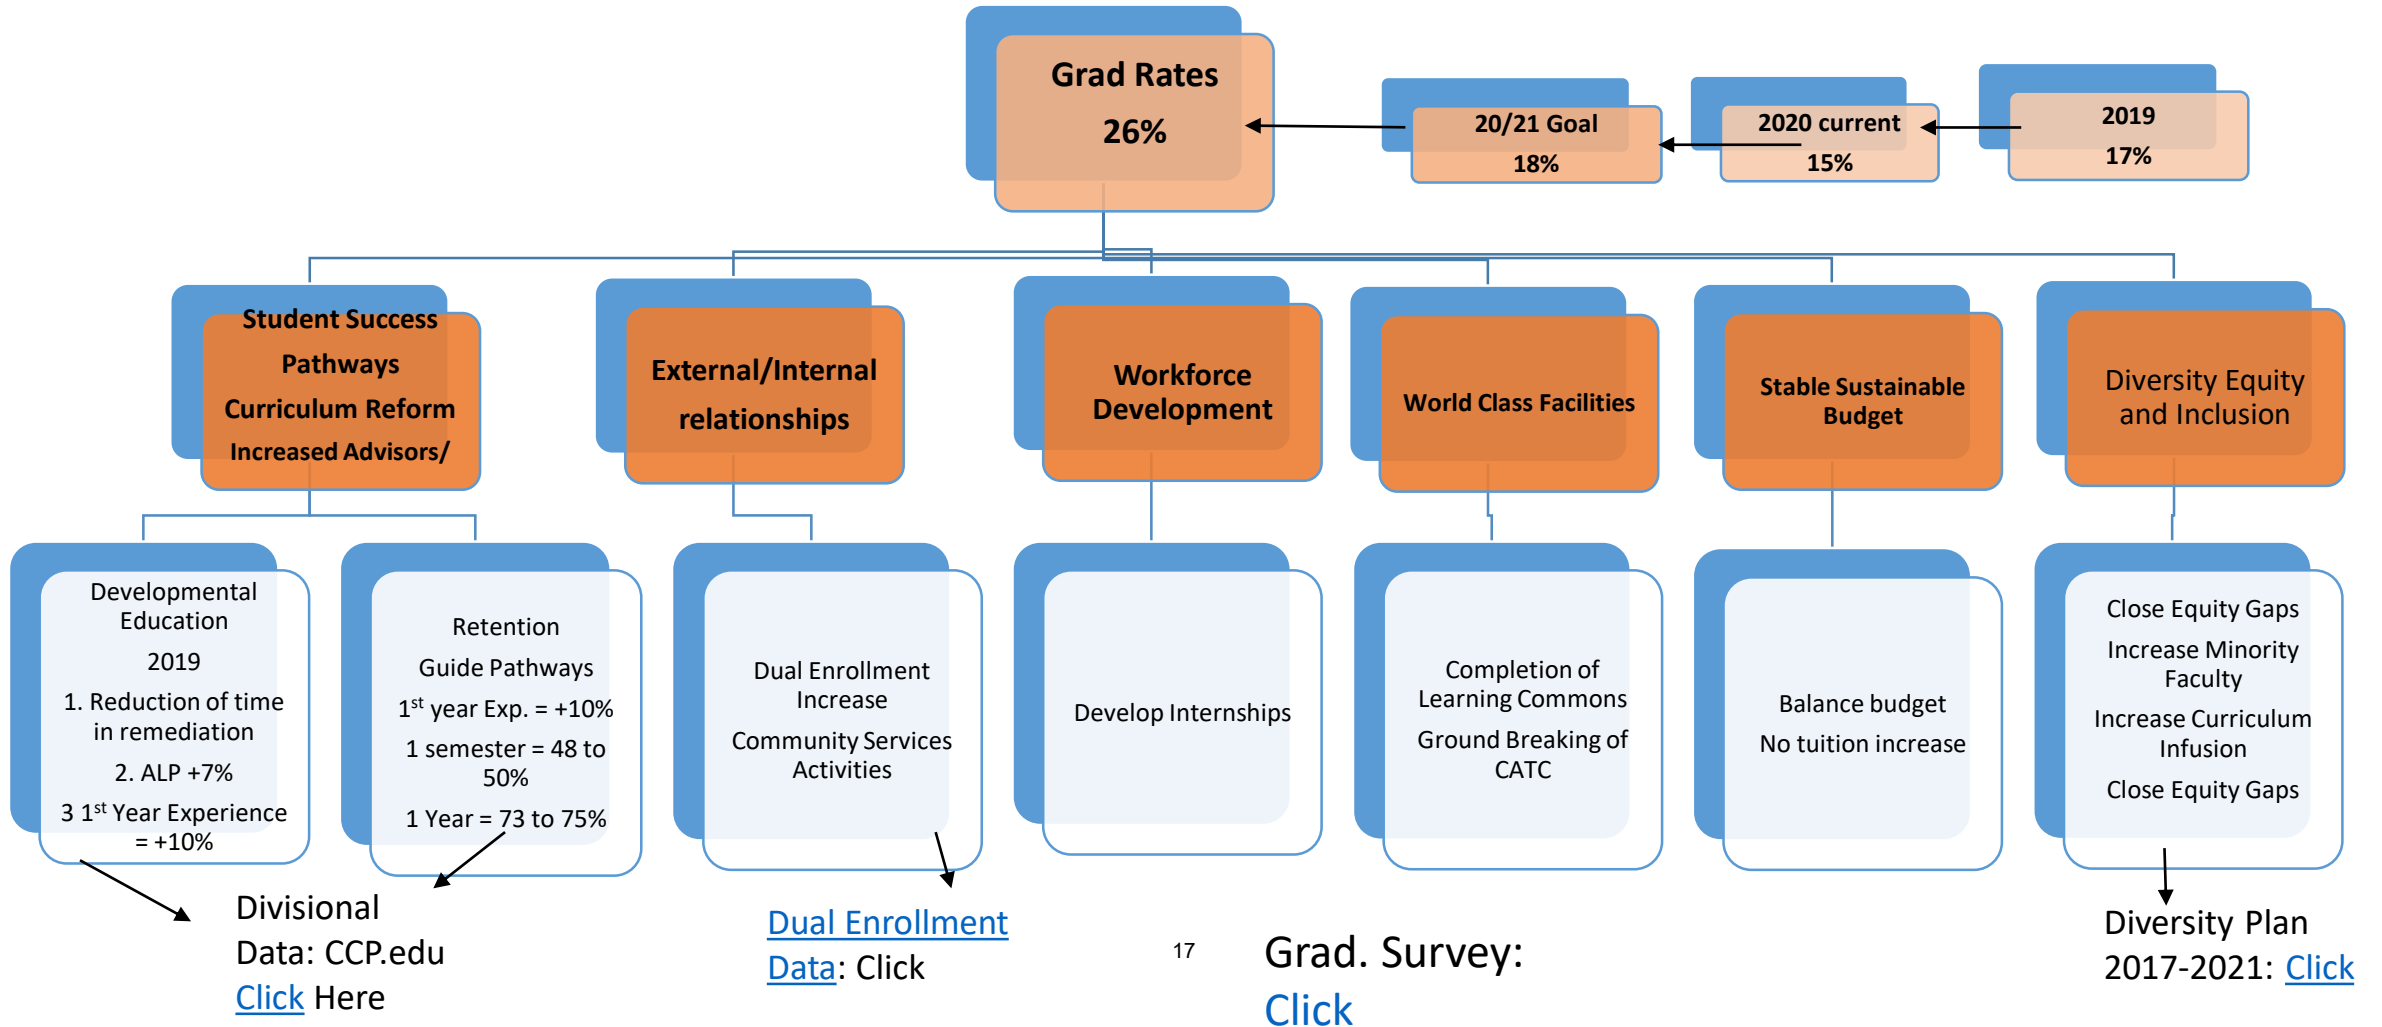 Grad Rates
26%
20/21 Goal
18%
2020 current
15%
2019
17%
Student Success
Pathways
Curriculum Reform
Increased Advisors/
External/Internal
relationships
Workforce
Development
World Class Facilities
Stable Sustainable
Budget
Diversity Equity
and Inclusion
Developmental
Education
2019
1. Reduction of time
in remediation
2. ALP +7%
3 1st Year Experience
= +10%
Retention
Guide Pathways
1st year Exp. = +10%
1 semester = 48 to
50%
1 Year = 73 to 75%
Dual Enrollment
Increase
Community Services
Activities
Develop Internships
Completion of
Learning Commons
Ground Breaking of
CATC
Balance budget
No tuition increase
Close Equity Gaps
Increase Minority
Faculty
Increase Curriculum
Infusion
Close Equity Gaps
Divisional
Data: CCP.edu
Click Here
Dual Enrollment
Data: Click
17
Grad. Survey:
Click
Diversity Plan
2017-2021: Click